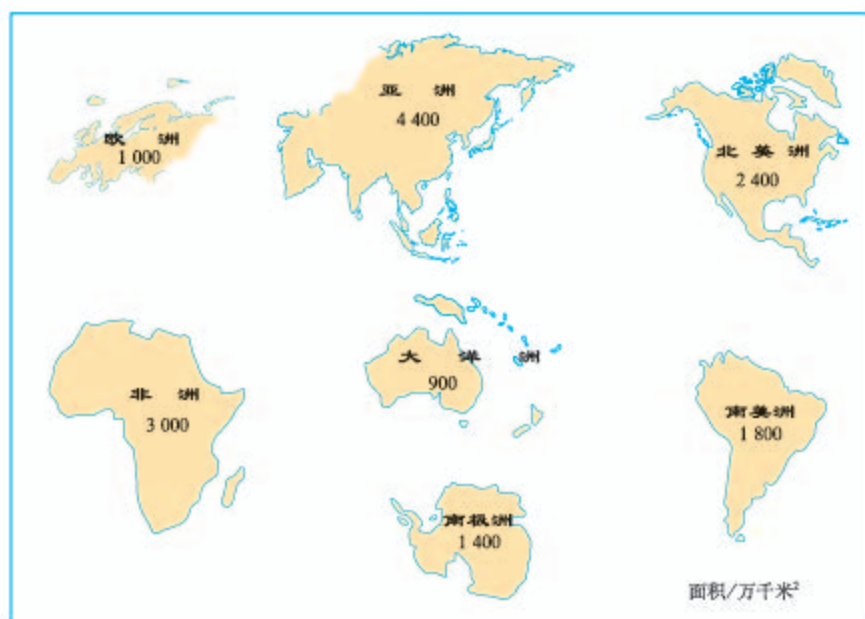 欧 洲
1 000
亚 洲
4 400
北 美 洲
2 400
非 洲
3 000
大 洋 洲
900
南美洲
1 800
南极洲
1 400
面积/万千米²